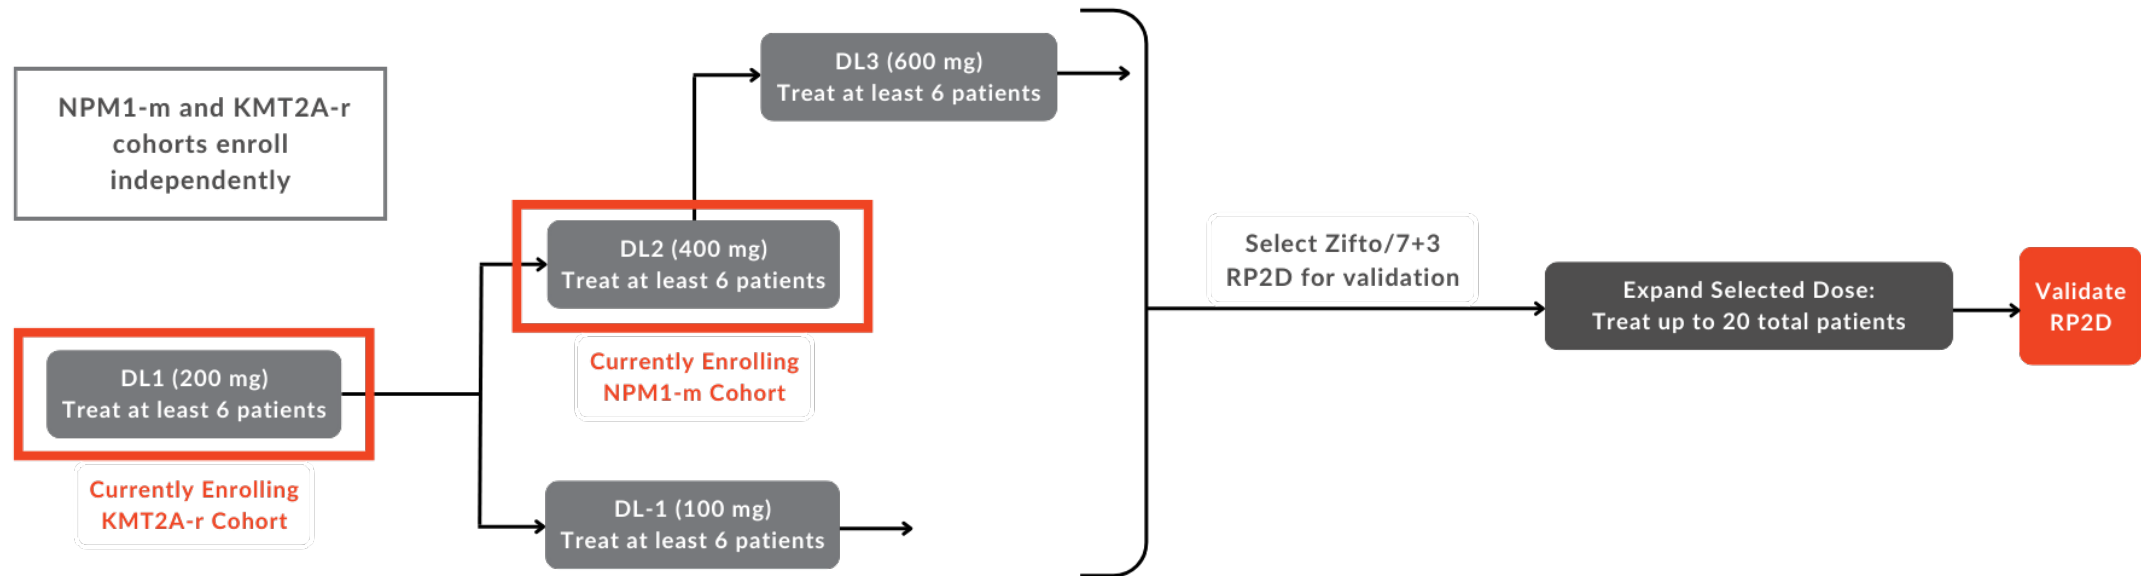 NPM1-m and KMT2A-r
cohorts enroll
independently
DL1 (200 mg)
Treat at least 6 patients
Currently Enrolling
KMT2A-r Cohort
DL2 (400 mg)
Treat at least 6 patients
Currently Enrolling
NPM1-m Cohort
DL3 (600 mg)
Treat at least 6 patients
DL-1 (100 mg)
Treat at least 6 patients
Select Zifto/7+3
RP2D for validation
Expand Selected Dose:
Treat up to 20 total patients
Validate
RP2D